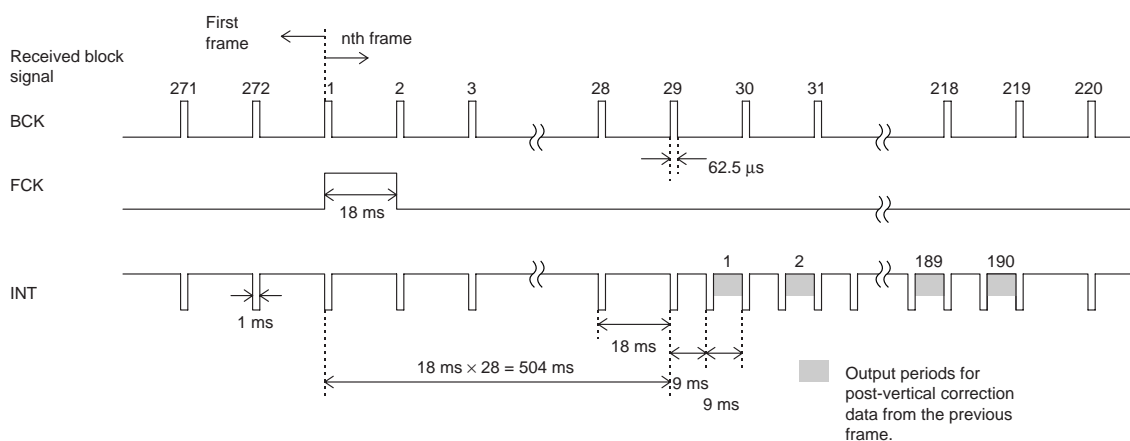 First
frame
nth frame
Received block
signal
271 272 1 2 3 28 29 30 31 218 219 220
BCK
62.5 μs
FCK
18 ms
1 2 189 190
INT
1 ms
18 ms
18 ms × 28 = 504 ms
9 ms
9 ms
Output periods for
post-vertical correction
data from the previous
frame.